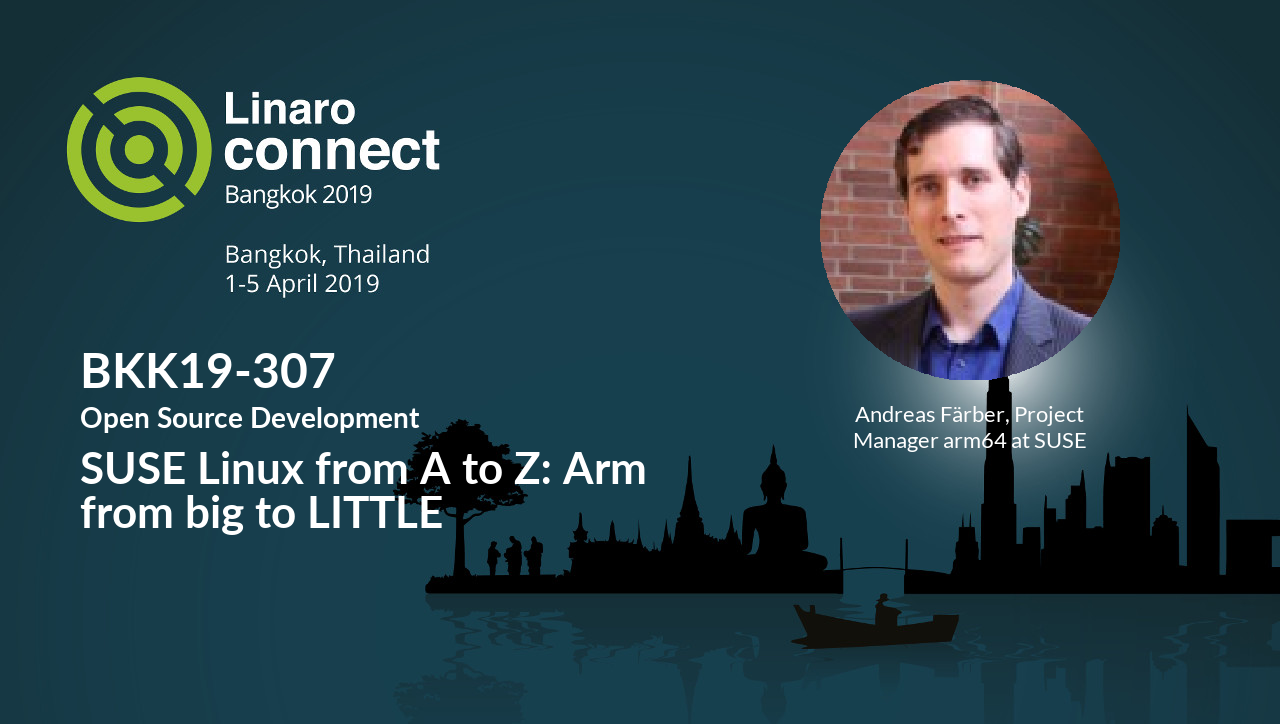 Linaro
connect
Bangkok 2019
Bangkok, Thailand
1-5 April 2019
BKK19-307
Open Source Development
SUSE Linux from A to Z: Arm
from big to LITTLE
Andreas Färber, Project
Manager arm64 at SUSE